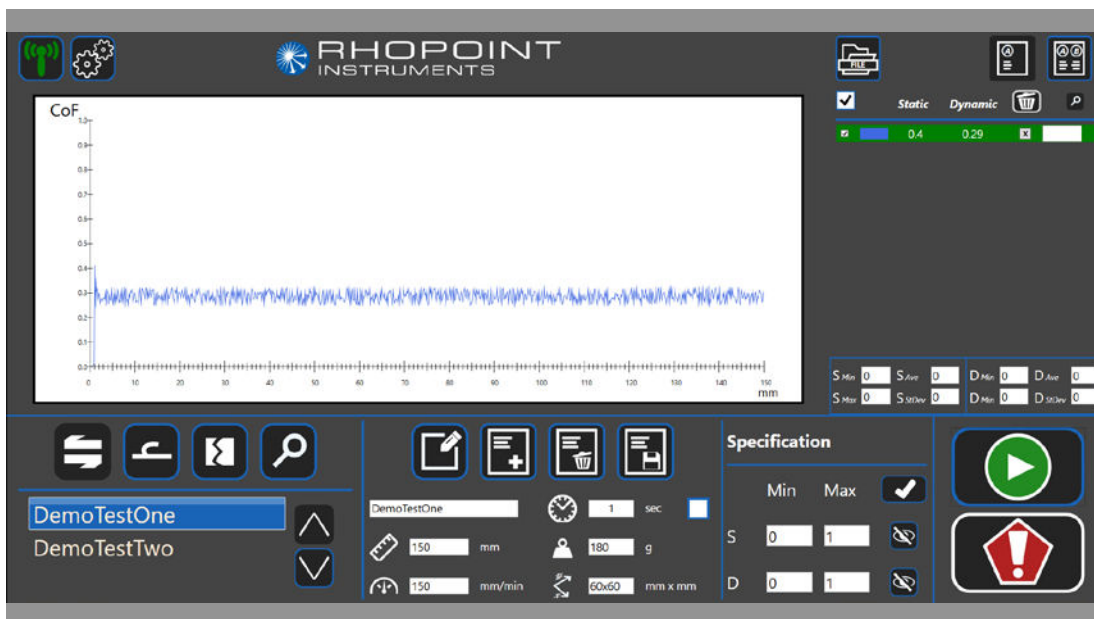 RHOPOINT
INSTRUMENTS
FILE
A
A B
CoF
Static Dynamic
1.0
0.9
0.8
0.7
0.6
0.5
0.4
0.3
0.2
0.1
0.0
0 10 20 30 40 50 60 70 80 90 100 110 120 130 140 150
mm
0.4 0.29 X
S Min 0 S Ave 0 D Min 0 D Ave 0
S Max 0 S StDev 0 D Min 0 D StDev 0
DemoTestOne
DemoTestTwo
DemoTestOne 1 sec
150 mm 180 g
150 mm/min 60x60 mm x mm
Specification
Min Max
S 0 1
D 0 1